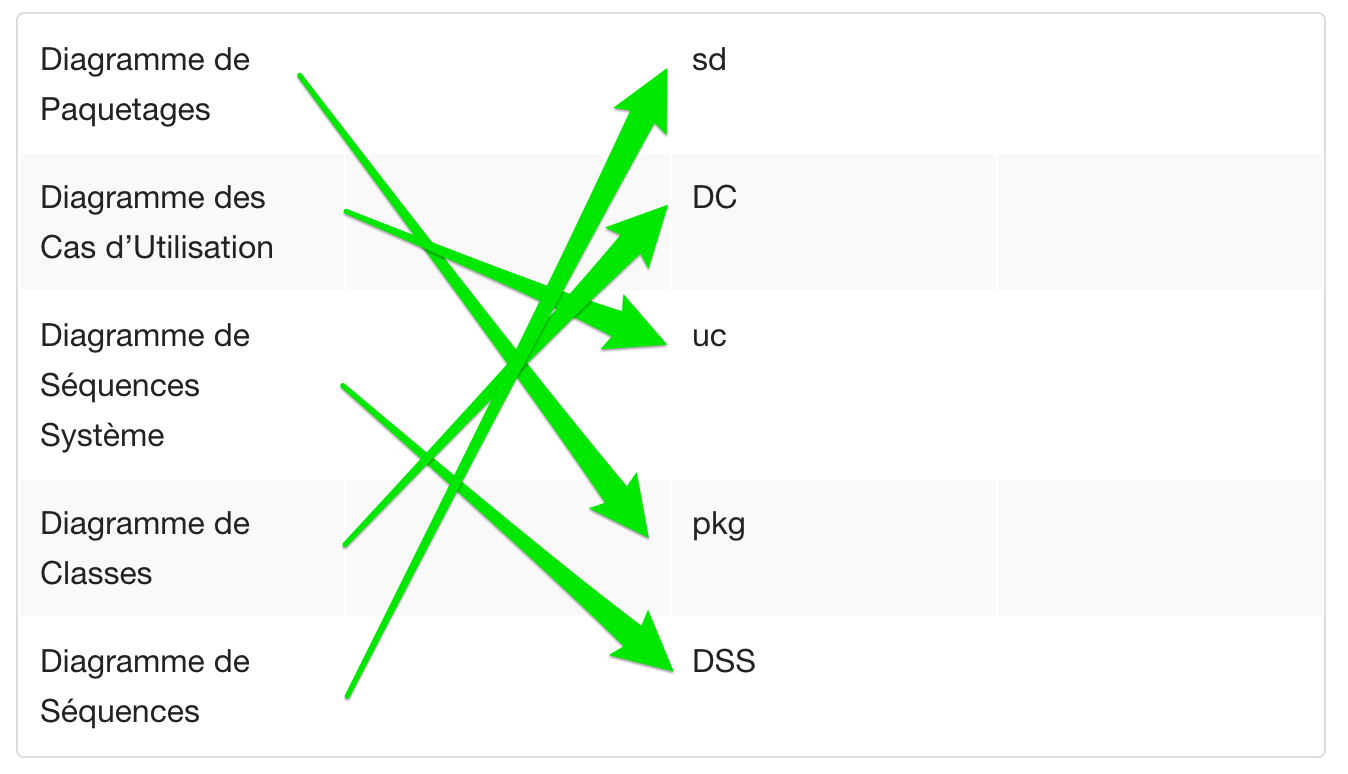 Diagramme de
Paquetages
sd
Diagramme des
Cas d’Utilisation
DC
Diagramme de
Séquences
Système
uc
Diagramme de
Classes
pkg
Diagramme de
Séquences
DSS